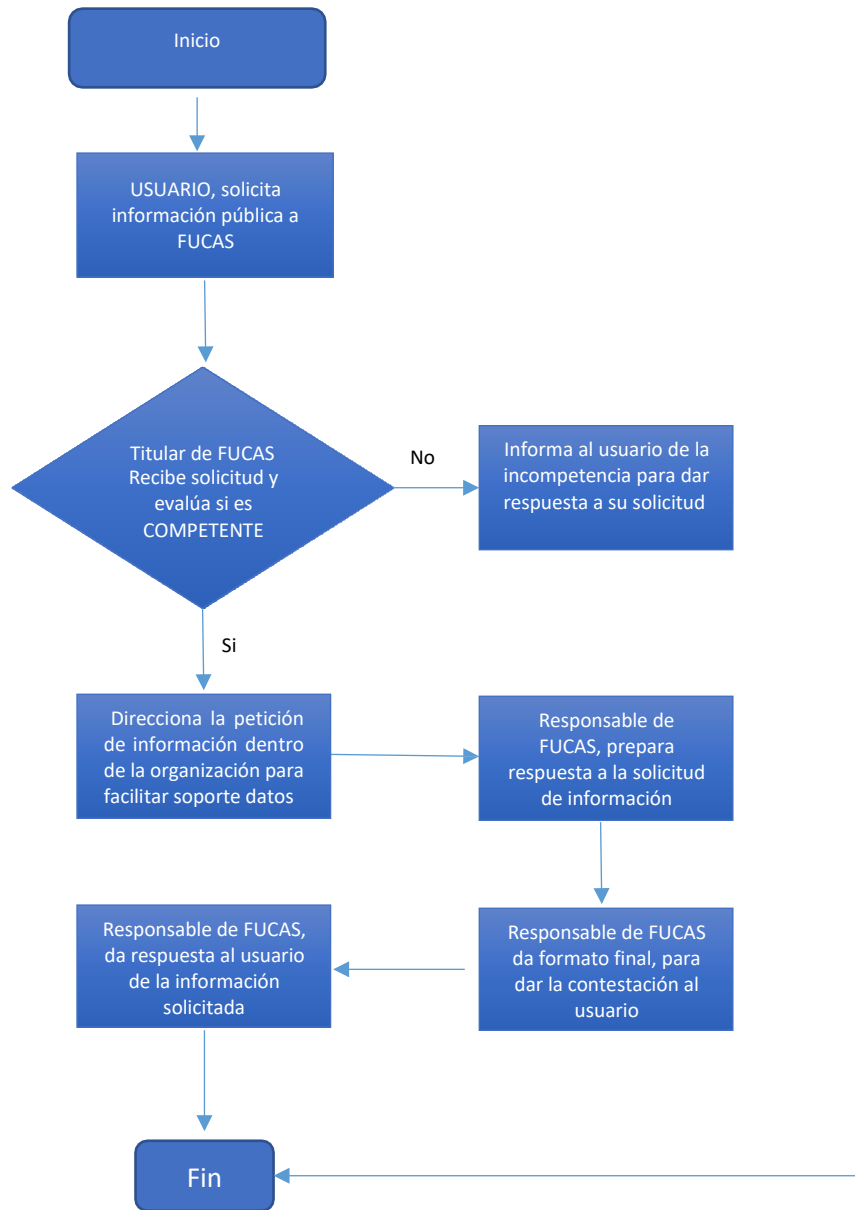 Inicio
USUARIO, solicita
información pública a
FUCAS
Titular de FUCAS
Recibe solicitud y
evalúa si es
COMPETENTE
No
Informa al usuario de la
incompetencia para dar
respuesta a su solicitud
Si
Direcciona la petición
de información dentro
de la organización para
facilitar soporte datos
Responsable de
FUCAS, prepara
respuesta a la solicitud
de información
Responsable de FUCAS,
da respuesta al usuario
de la información
solicitada
Responsable de FUCAS
da formato final, para
dar la contestación al
usuario
Fin